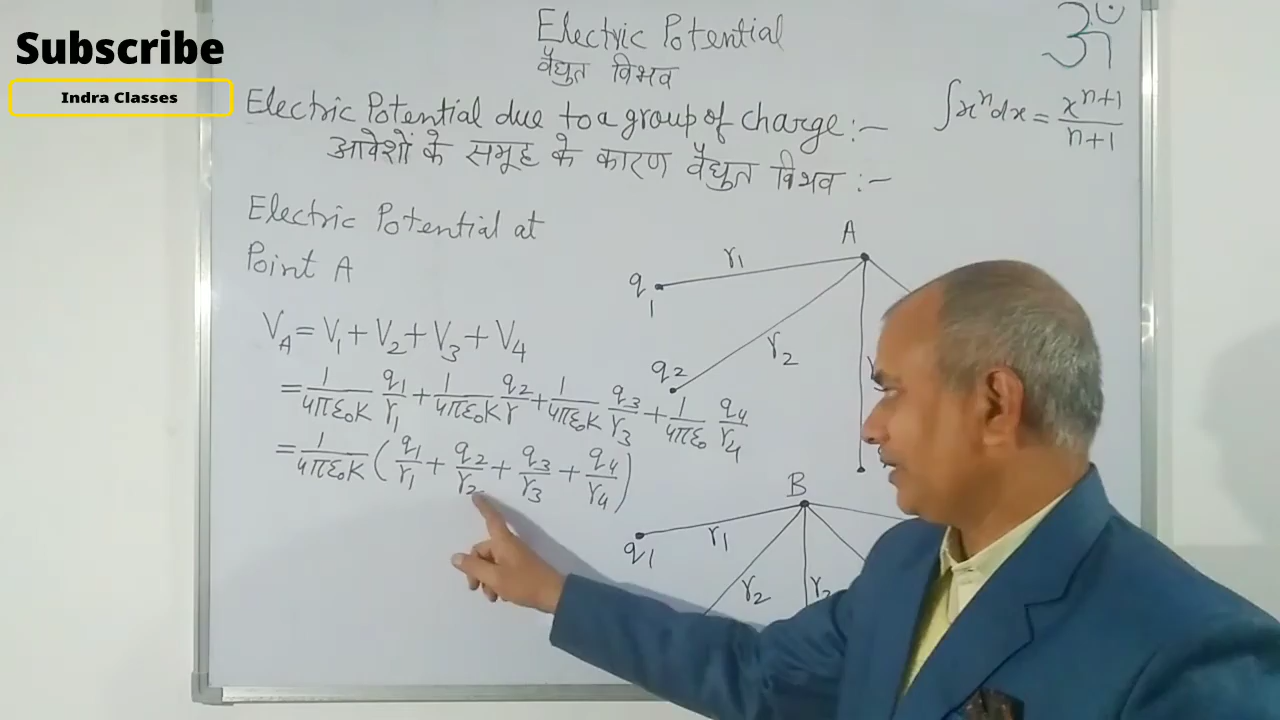 Subscribe
Indra Classes
Electric Potential
वैद्युत विभव
ॐ
Electric Potential due to a group of charge :-
आवेशों के समूह के कारण वैद्युत विभव :-
∫xⁿdx = xⁿ⁺¹/n+1
Electric Potential at
Point A
V_A = V₁ + V₂ + V₃ + V₄
= 1/4πε₀K q₁/r₁ + 1/4πε₀K q₂/r + 1/4πε₀K q₃/r₃ + 1/4πε₀ q₄/r₄
= 1/4πε₀K (q₁/r₁ + q₂/r₂ + q₃/r₃ + q₄/r₄)
A
r₁
q₁
r₂
q₂
B
q₁
r₁
r₂